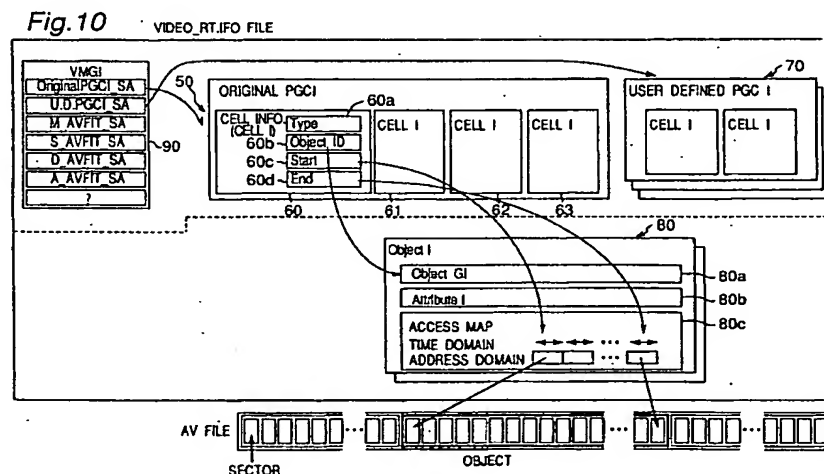 Fig.10 VIDEO_RT.IFO FILE
VMGI
OriginalPGCI_SA
U.D.PGCI_SA
M_AVFIT_SA
S_AVFIT_SA
D_AVFIT_SA
A_AVFIT_SA
?
90
50
ORIGINAL PGCI
60a
CELL INFO.
(CELL I)
Type
60b
Object ID
60c
Start
60d
End
CELL I
CELL I
CELL I
60
61
62
63
70
USER DEFINED PGC I
CELL I
CELL I
80
Object I
Object GI
80a
Attribute I
80b
ACCESS MAP
80c
TIME DOMAIN
...
ADDRESS DOMAIN
...
AV FILE
...
...
...
SECTOR
OBJECT